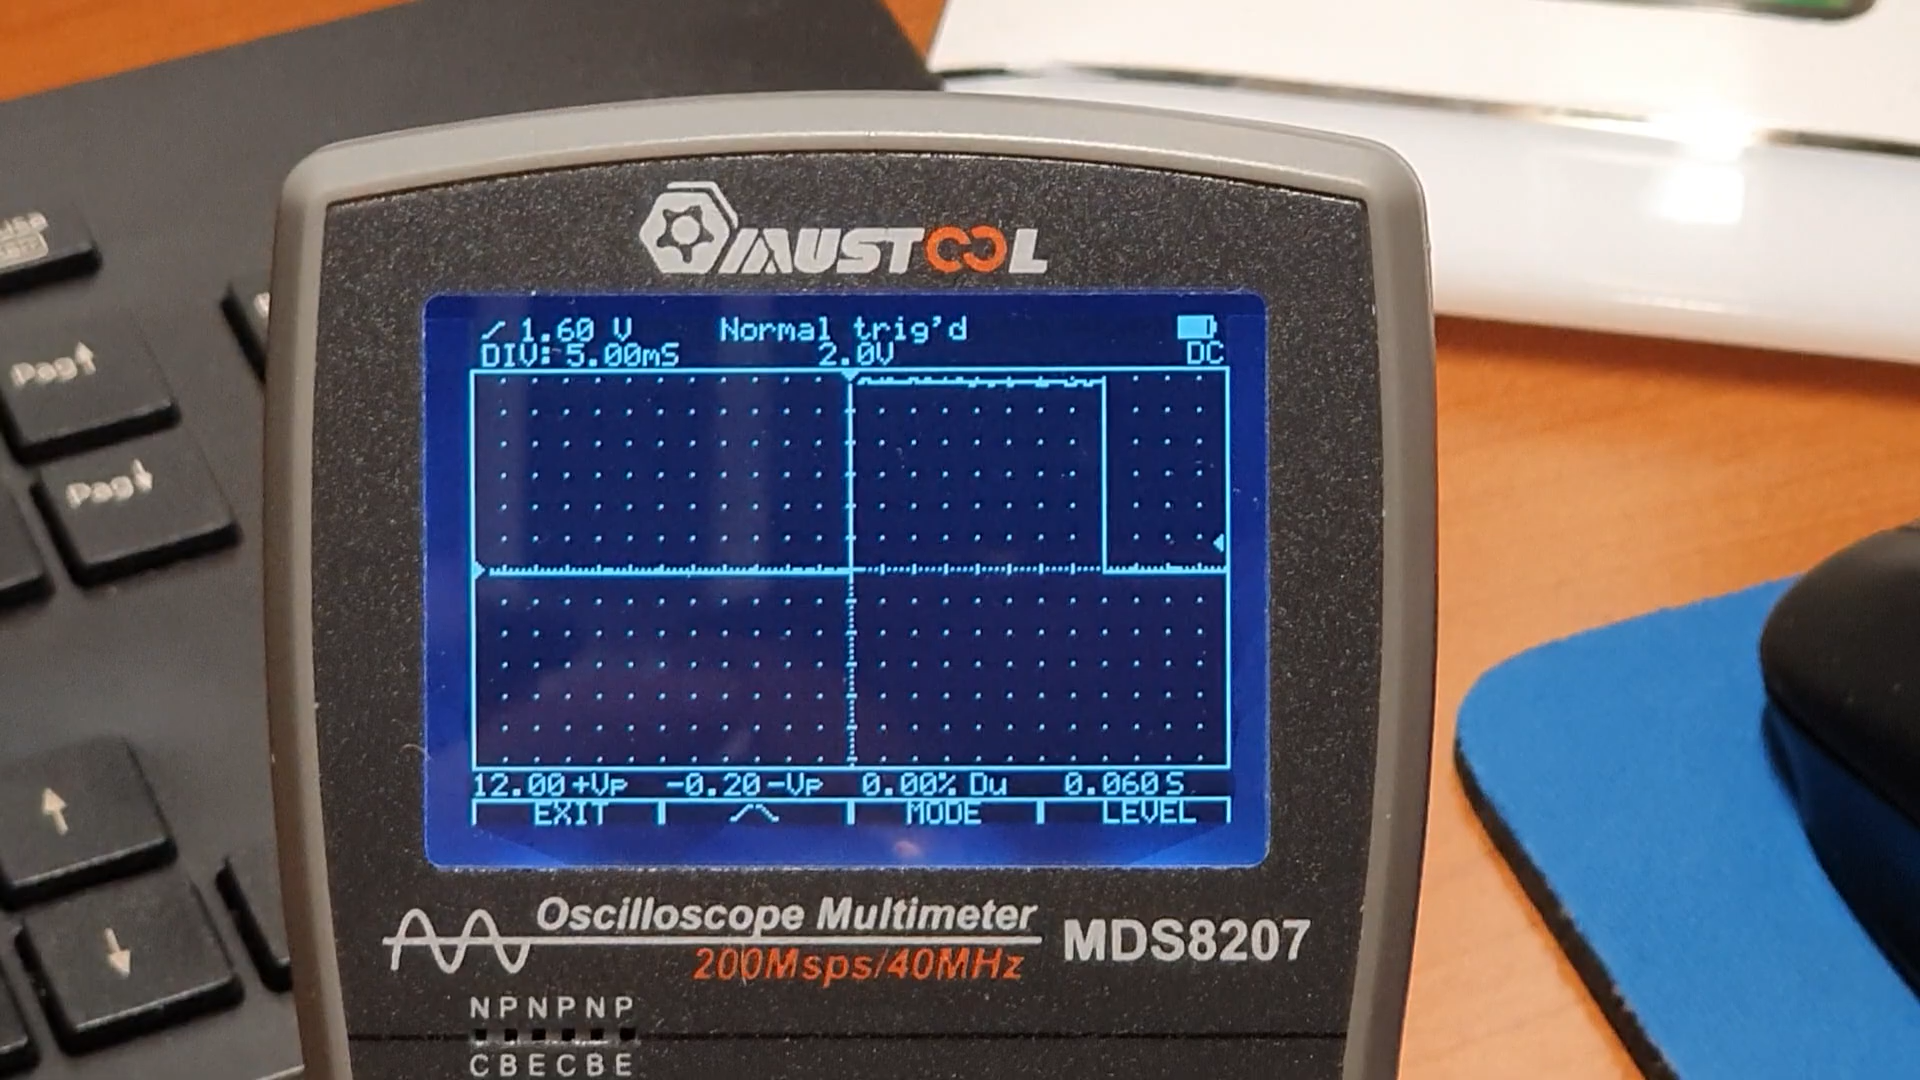 MUSTOOL
1.60 V Normal trig'd
DIV: 5.00mS 2.0V DC
12.00+Vp -0.20-Vp 0.00% Du 0.060S
EXIT MODE LEVEL
Oscilloscope Multimeter
200Msps/40MHz
MDS8207
NPNPNP
CBECBE
Pag
Pag